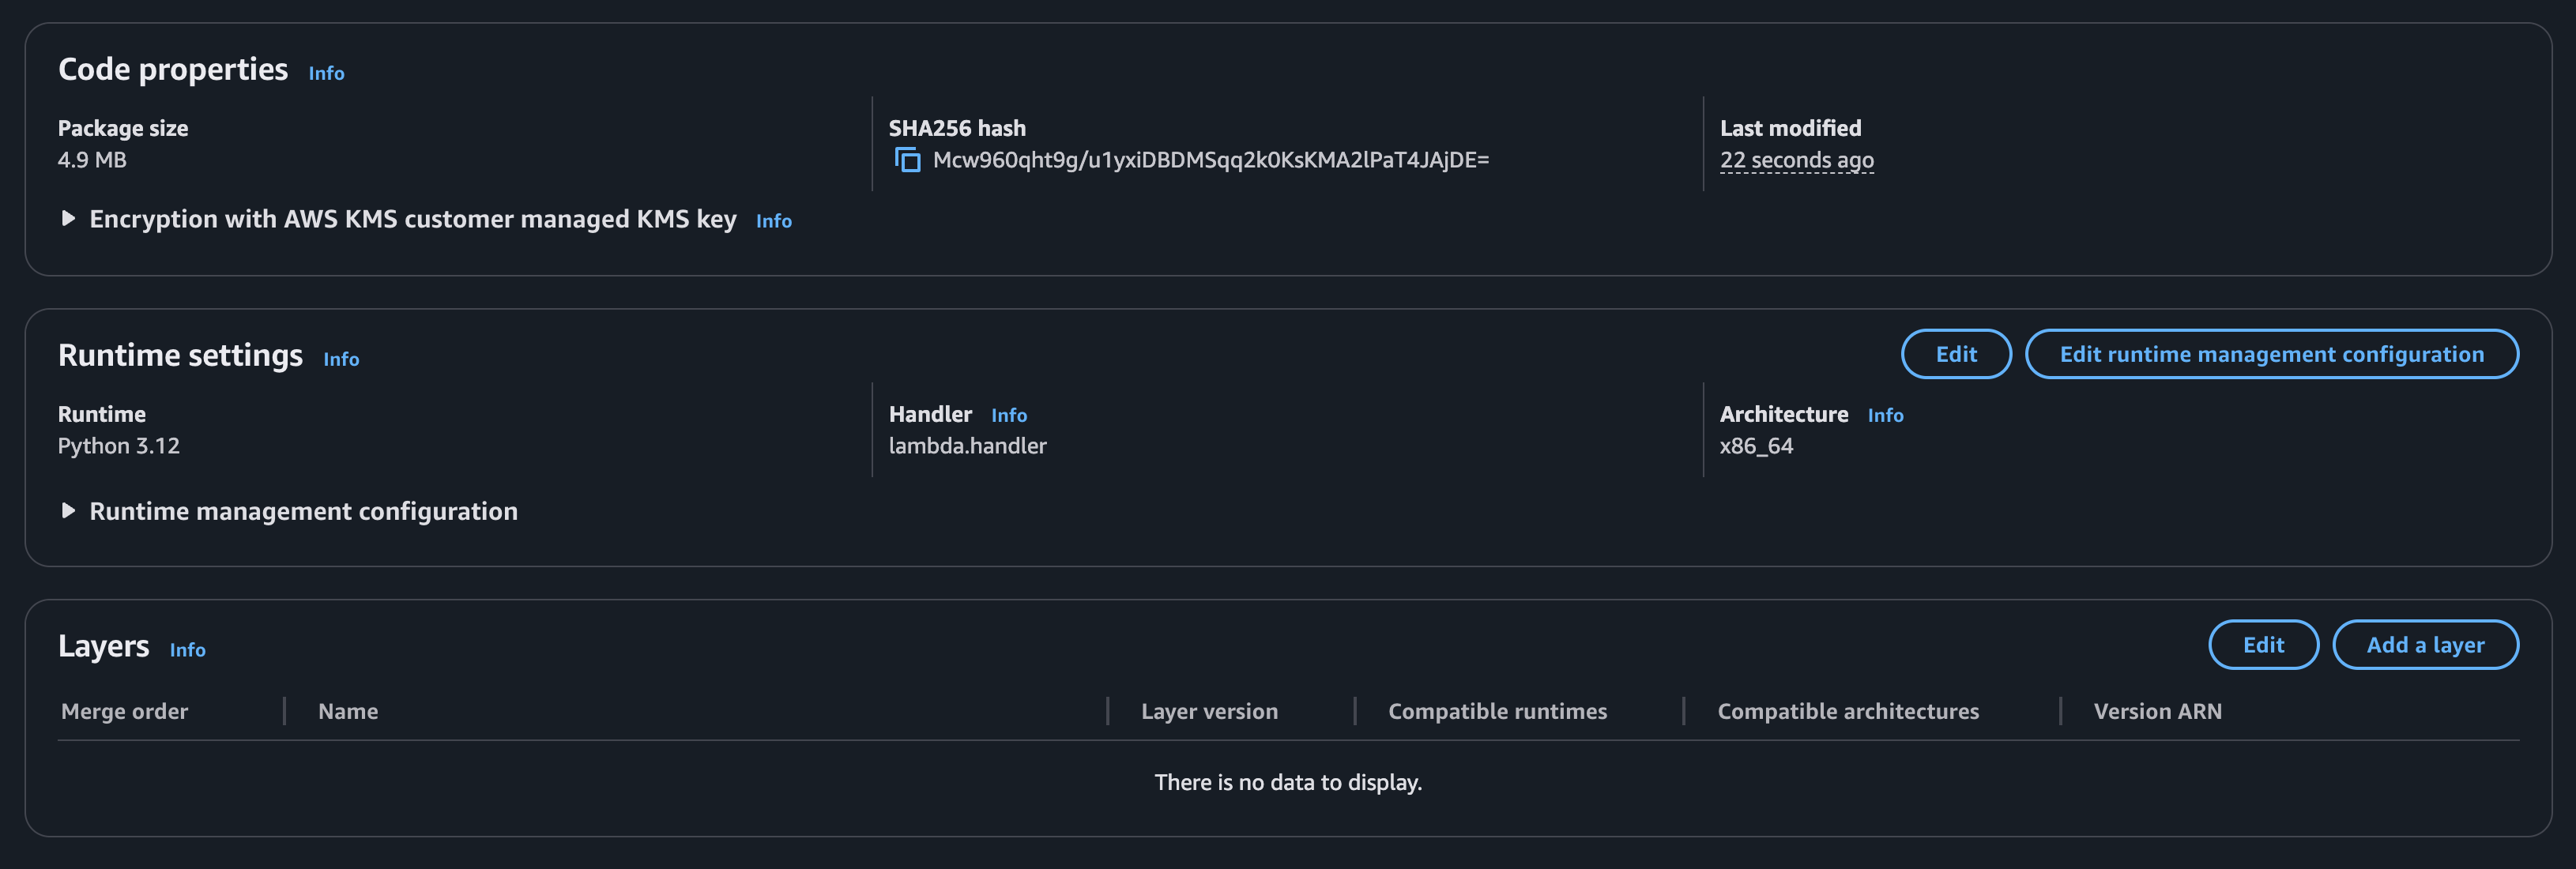 Code properties Info
Package size
4.9 MB
SHA256 hash
Mcw960qht9g/u1yxiDBDMSqq2k0KsKMA2lPaT4JAjDE=
Last modified
22 seconds ago
Encryption with AWS KMS customer managed KMS key Info
Runtime settings Info
Edit
Edit runtime management configuration
Runtime
Python 3.12
Handler Info
lambda.handler
Architecture Info
x86_64
Runtime management configuration
Layers Info
Edit
Add a layer
Merge order
Name
Layer version
Compatible runtimes
Compatible architectures
Version ARN
There is no data to display.